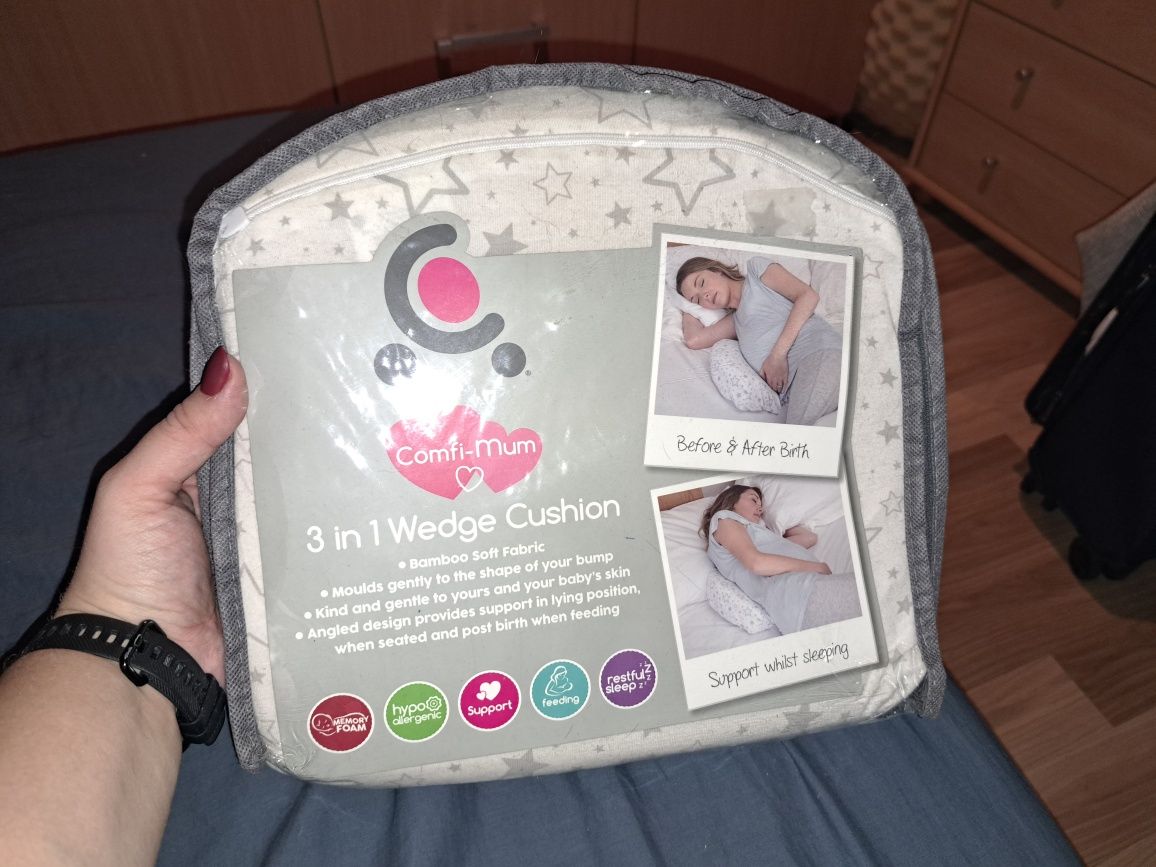 Comfi-Mum
3 in 1 Wedge Cushion
• Bamboo Soft Fabric
• Moulds gently to the shape of your bump
• Kind and gentle to yours and your baby's skin
• Angled design provides support in lying position,
when seated and post birth when feeding
MEMORY
FOAM
hypo
allergenic
Support
feeding
restful
sleep
z z z z
Before & After Birth
Support whilst sleeping
®